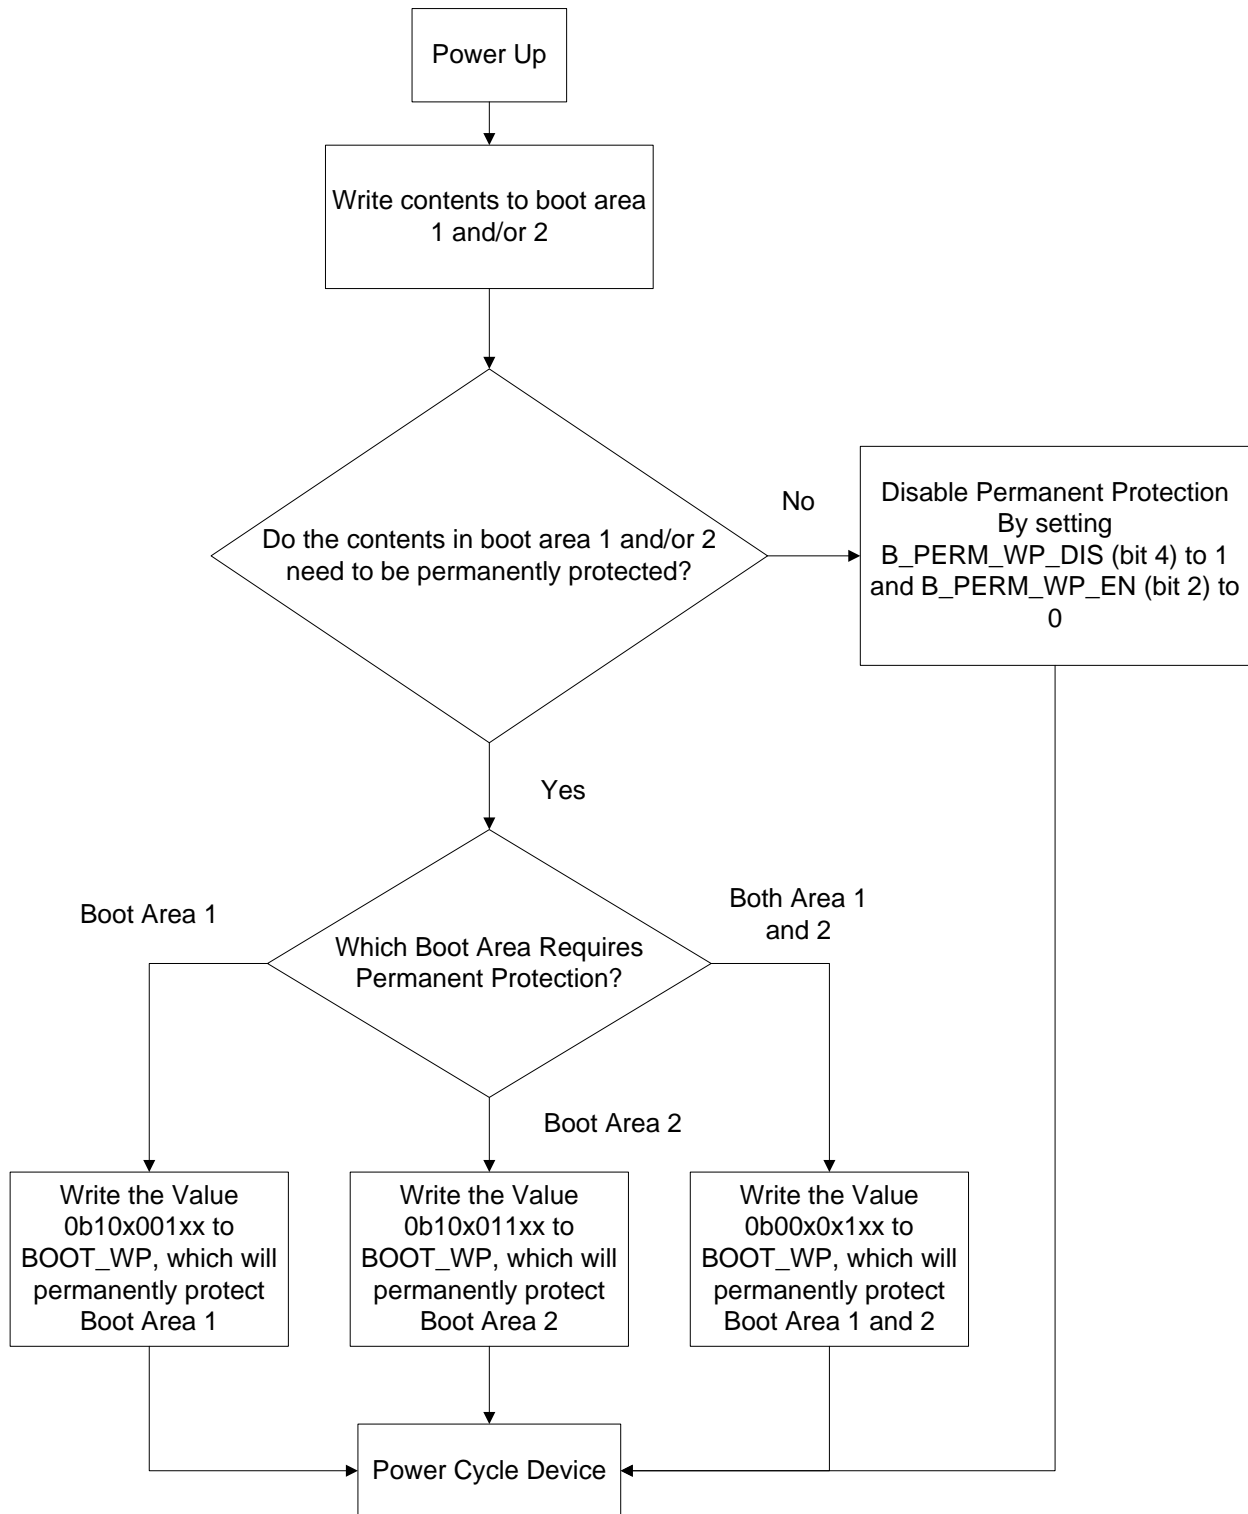 Power Up
Write contents to boot area
1 and/or 2
Do the contents in boot area 1 and/or 2
need to be permanently protected?
No
Disable Permanent Protection
By setting
B_PERM_WP_DIS (bit 4) to 1
and B_PERM_WP_EN (bit 2) to
0
Yes
Which Boot Area Requires
Permanent Protection?
Boot Area 1
Both Area 1
and 2
Boot Area 2
Write the Value
0b10x001xx to
BOOT_WP, which will
permanently protect
Boot Area 1
Write the Value
0b10x011xx to
BOOT_WP, which will
permanently protect
Boot Area 2
Write the Value
0b00x0x1xx to
BOOT_WP, which will
permanently protect
Boot Area 1 and 2
Power Cycle Device